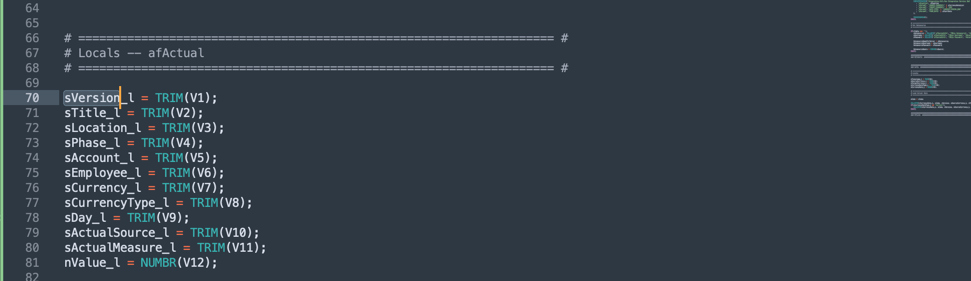 64
65
66 # ==================================================================== #
67 # Locals -- afActual
68 # ==================================================================== #
69
70 sVersion_l = TRIM(V1);
71 sTitle_l = TRIM(V2);
72 sLocation_l = TRIM(V3);
73 sPhase_l = TRIM(V4);
74 sAccount_l = TRIM(V5);
75 sEmployee_l = TRIM(V6);
76 sCurrency_l = TRIM(V7);
77 sCurrencyType_l = TRIM(V8);
78 sDay_l = TRIM(V9);
79 sActualSource_l = TRIM(V10);
80 sActualMeasure_l = TRIM(V11);
81 nValue_l = NUMBR(V12);
82